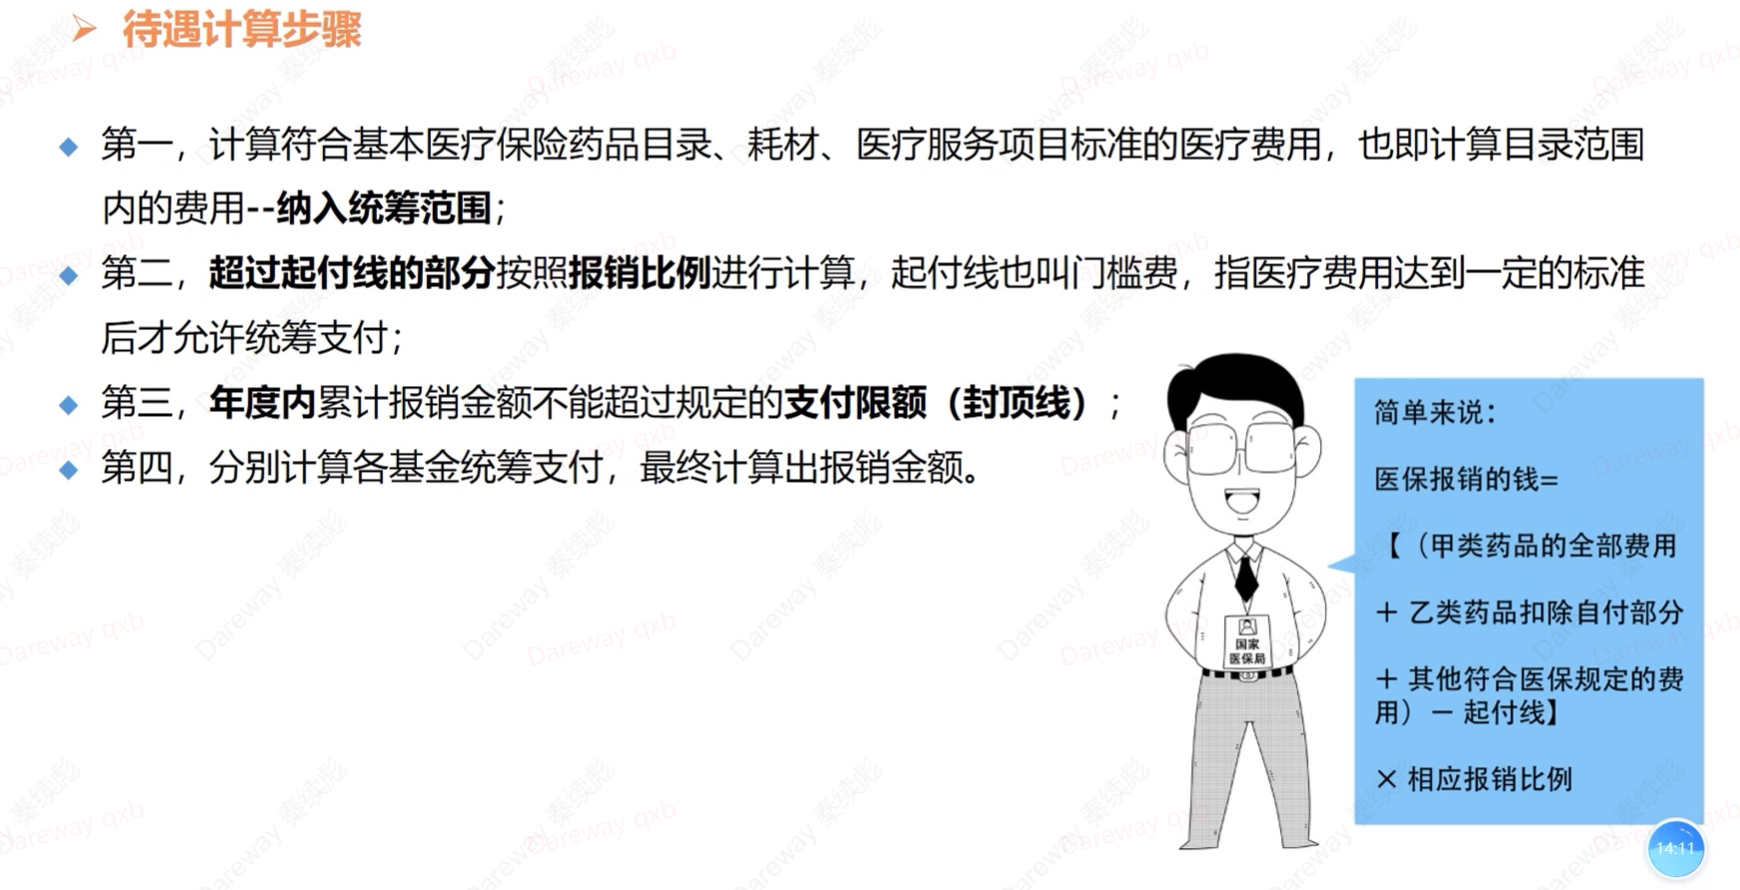 待遇计算步骤
第一，计算符合基本医疗保险药品目录、耗材、医疗服务项目标准的医疗费用，也即计算目录范围
内的费用--纳入统筹范围；
第二，超过起付线的部分按照报销比例进行计算，起付线也叫门槛费，指医疗费用达到一定的标准
后才允许统筹支付；
第三，年度内累计报销金额不能超过规定的支付限额（封顶线）；
第四，分别计算各基金统筹支付，最终计算出报销金额。
简单来说：
医保报销的钱=
【（甲类药品的全部费用
＋ 乙类药品扣除自付部分
＋ 其他符合医保规定的费
用）－ 起付线】
× 相应报销比例
国家
医保局
14:11
Dareway 秦续彪
Dareway qxb